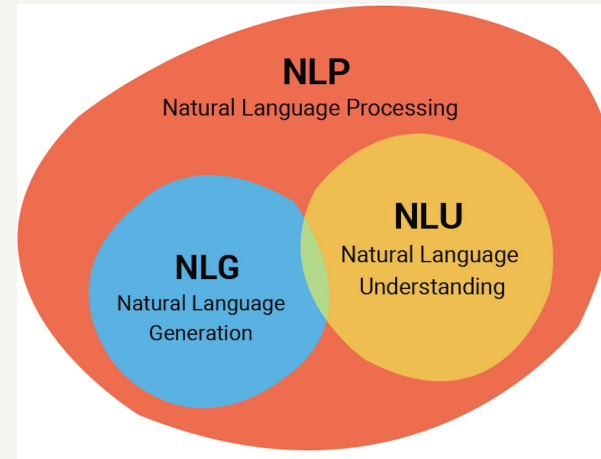 NLP
Natural Language Processing
NLU
Natural Language
Understanding
NLG
Natural Language
Generation